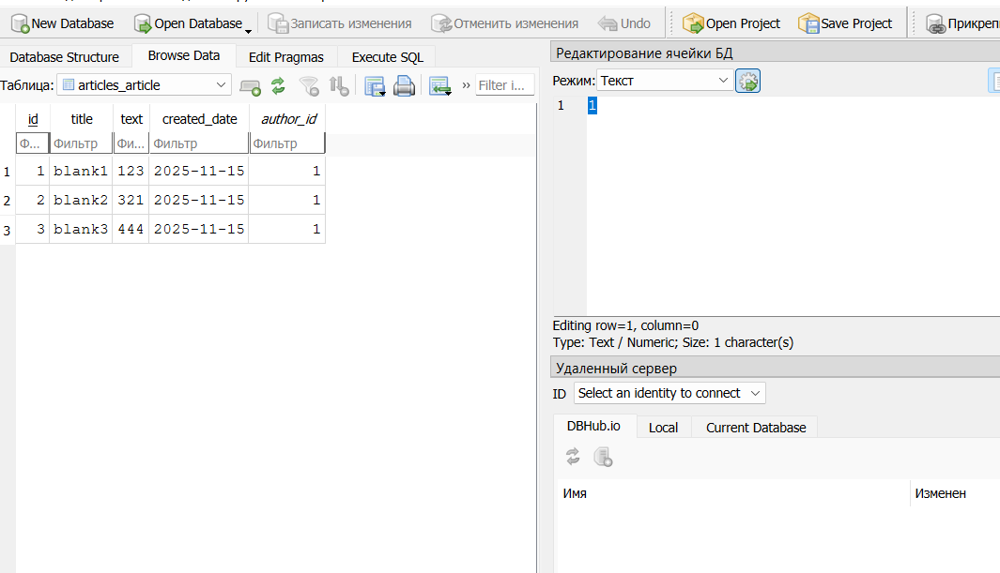 New Database Open Database Записать изменения Отменить изменения Undo Open Project Save Project Прикреп
Database Structure Browse Data Edit Pragmas Execute SQL
Таблица: articles_article » Filter i...
id title text created_date author_id
Ф... Фильтр Фи... Фильтр Фильтр
1 1 blank1 123 2025-11-15 1
2 2 blank2 321 2025-11-15 1
3 3 blank3 444 2025-11-15 1
Редактирование ячейки БД
Режим: Текст
1 1
Editing row=1, column=0
Type: Text / Numeric; Size: 1 character(s)
Удаленный сервер
ID Select an identity to connect
DBHub.io Local Current Database
Имя Изменен